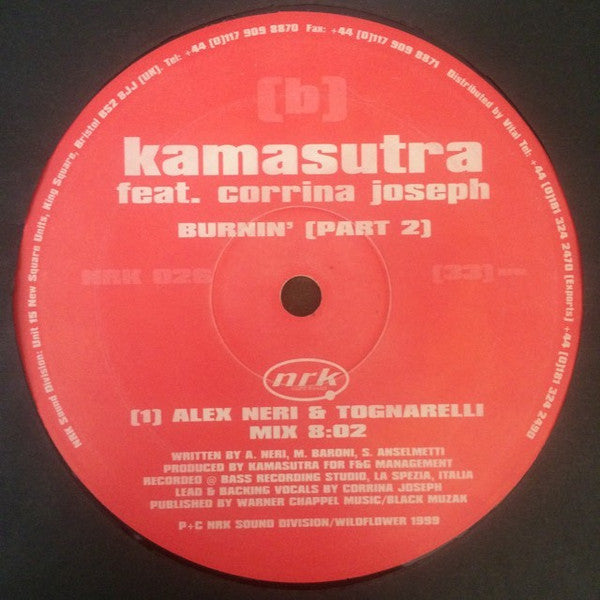 NRK Sound Division: Unit 15 New Square Units, King Square, Bristol BS2 8JJ (UK). Tel: +44 (0)117 909 8870 Fax: +44 (0)117 909 8871 Distributed by Vital Tel: +44 (0)181 324 2470 (Exports) +44 (0)181 324 2490
(b)
kamasutra
feat. corrina joseph
BURNIN' (PART 2)
NRK 026 (33) RPM
nrk
(1) ALEX NERI & TOGNARELLI
MIX 8:02
WRITTEN BY A. NERI, M. BARONI, S. ANSELMETTI
PRODUCED BY KAMASUTRA FOR F&G MANAGEMENT
RECORDED @ BASS RECORDING STUDIO, LA SPEZIA, ITALIA
LEAD & BACKING VOCALS BY CORRINA JOSEPH
PUBLISHED BY WARNER CHAPPEL MUSIC/BLACK MUZAK
P+C NRK SOUND DIVISION/WILDFLOWER 1999